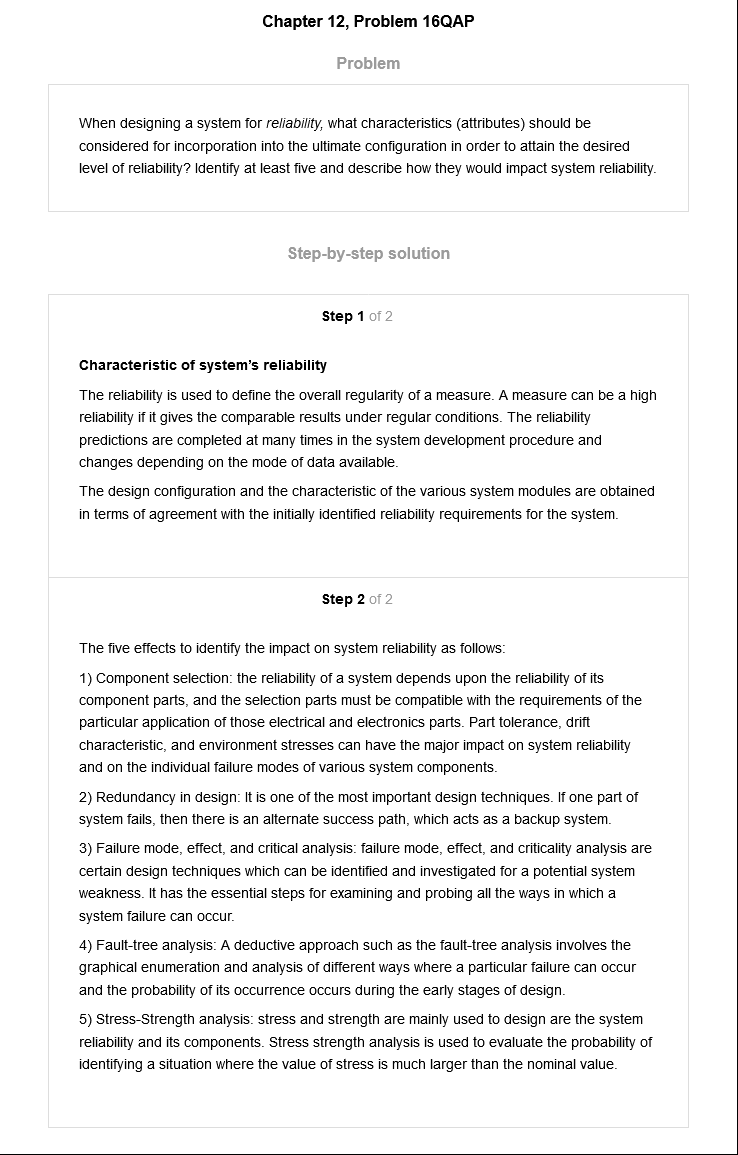 Chapter 12, Problem 16QAP
Problem
When designing a system for reliability, what characteristics (attributes) should be
considered for incorporation into the ultimate configuration in order to attain the desired
level of reliability? Identify at least five and describe how they would impact system reliability.
Step-by-step solution
Step 1 of 2
Characteristic of system's reliability
The reliability is used to define the overall regularity of a measure. A measure can be a high
reliability if it gives the comparable results under regular conditions. The reliability
predictions are completed at many times in the system development procedure and
changes depending on the mode of data available.
The design configuration and the characteristic of the various system modules are obtained
in terms of agreement with the initially identified reliability requirements for the system.
Step 2 of 2
The five effects to identify the impact on system reliability as follows:
1) Component selection: the reliability of a system depends upon the reliability of its
component parts, and the selection parts must be compatible with the requirements of the
particular application of those electrical and electronics parts. Part tolerance, drift
characteristic, and environment stresses can have the major impact on system reliability
and on the individual failure modes of various system components.
2) Redundancy in design: It is one of the most important design techniques. If one part of
system fails, then there is an alternate success path, which acts as a backup system.
3) Failure mode, effect, and critical analysis: failure mode, effect, and criticality analysis are
certain design techniques which can be identified and investigated for a potential system
weakness. It has the essential steps for examining and probing all the ways in which a
system failure can occur.
4) Fault-tree analysis: A deductive approach such as the fault-tree analysis involves the
graphical enumeration and analysis of different ways where a particular failure can occur
and the probability of its occurrence occurs during the early stages of design.
5) Stress-Strength analysis: stress and strength are mainly used to design are the system
reliability and its components. Stress strength analysis is used to evaluate the probability of
identifying a situation where the value of stress is much larger than the nominal value.